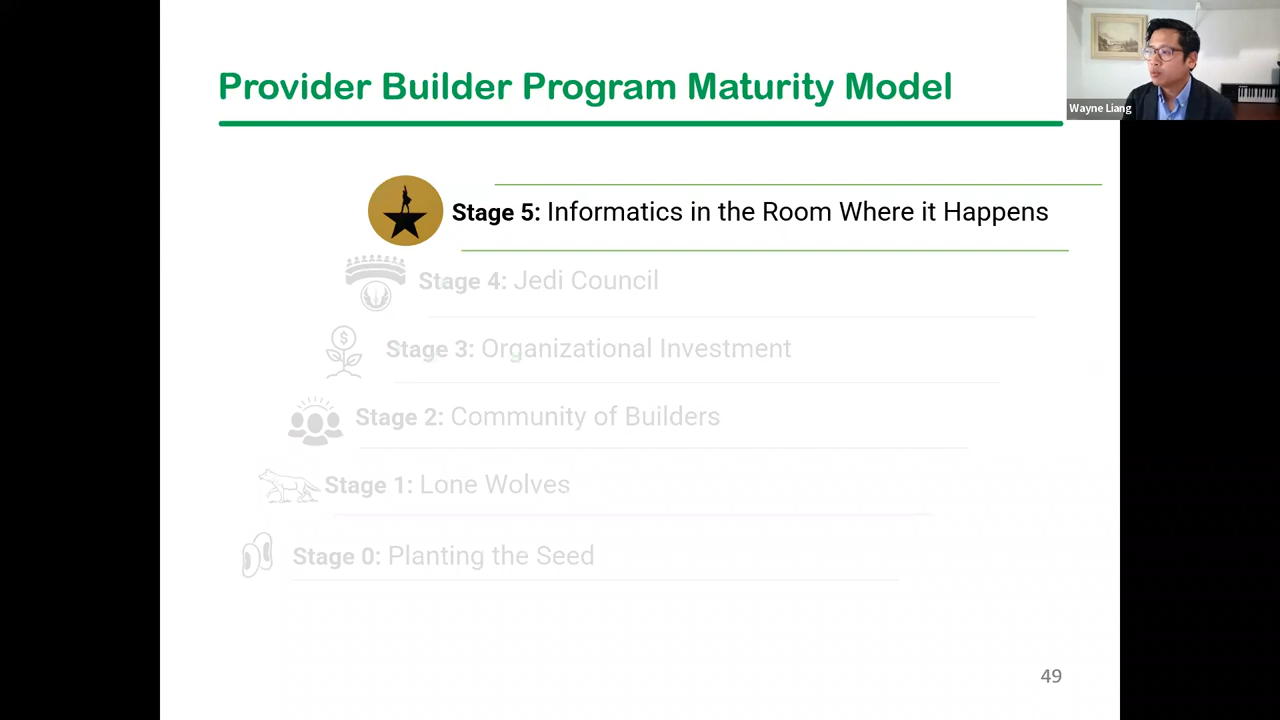 Provider Builder Program Maturity Model
Wayne Liang
Stage 5: Informatics in the Room Where it Happens
Stage 4: Jedi Council
Stage 3: Organizational Investment
Stage 2: Community of Builders
Stage 1: Lone Wolves
Stage 0: Planting the Seed
49